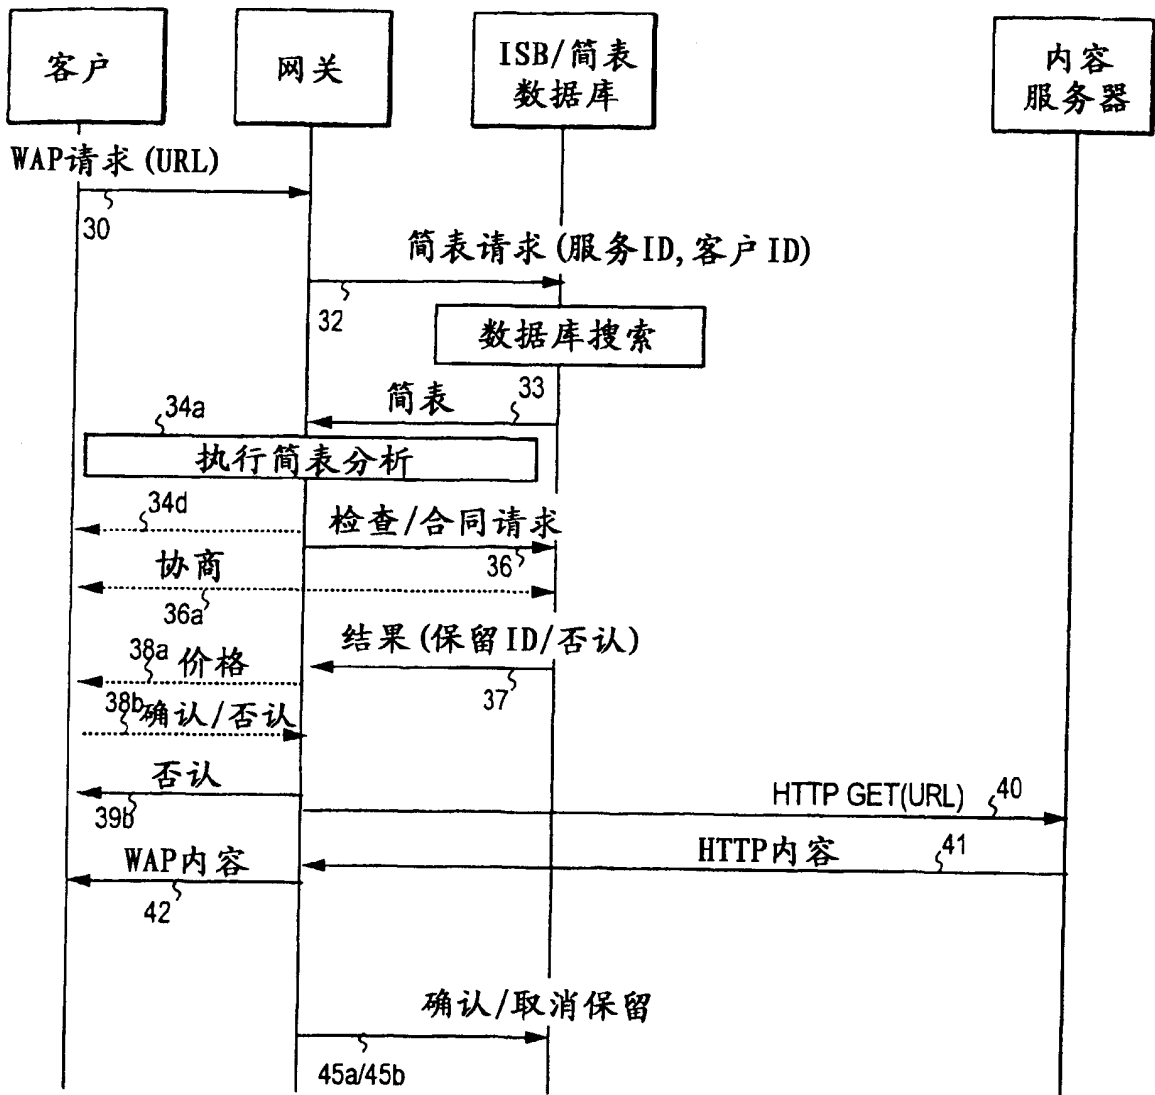 客户
网关
ISB/简表
数据库
内容
服务器
WAP请求(URL)
30
简表请求(服务ID,客户ID)
32
数据库搜索
33
简表
34a
执行简表分析
34d
检查/合同请求
36
协商
36a
结果(保留ID/否认)
37
38a
价格
38b
确认/否认
否认
39b
HTTP GET(URL)
40
HTTP内容
41
WAP内容
42
确认/取消保留
45a/45b